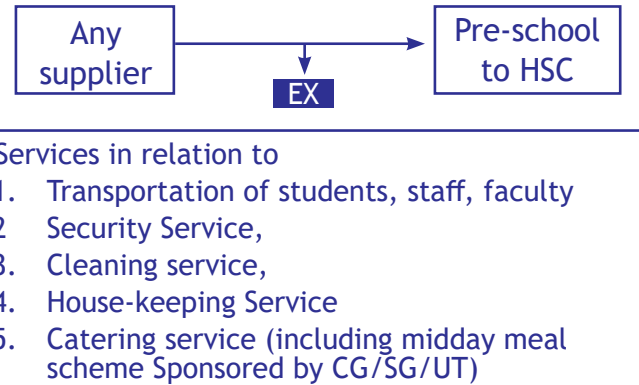 Any
supplier
Pre-school
to HSC
EX
Services in relation to
1. Transportation of students, staff, faculty
2 Security Service,
3. Cleaning service,
4. House-keeping Service
5. Catering service (including midday meal
scheme Sponsored by CG/SG/UT)